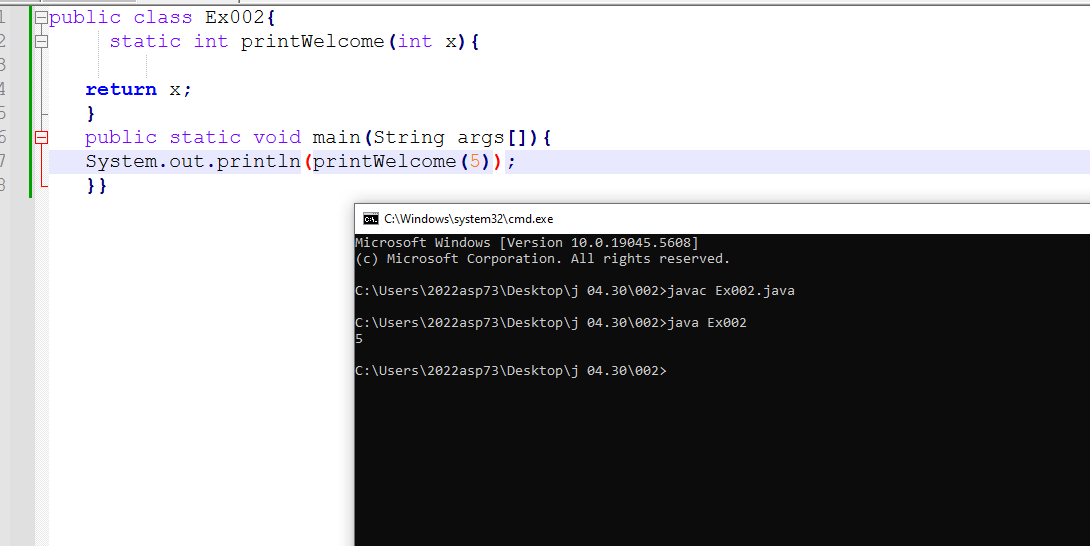 1 public class Ex002{
2 static int printWelcome(int x){
3
4 return x;
5 }
6 public static void main(String args[]){
7 System.out.println(printWelcome(5));
8 }}
C:\Windows\system32\cmd.exe
Microsoft Windows [Version 10.0.19045.5608]
(c) Microsoft Corporation. All rights reserved.
C:\Users\2022asp73\Desktop\j 04.30\002>javac Ex002.java
C:\Users\2022asp73\Desktop\j 04.30\002>java Ex002
5
C:\Users\2022asp73\Desktop\j 04.30\002>